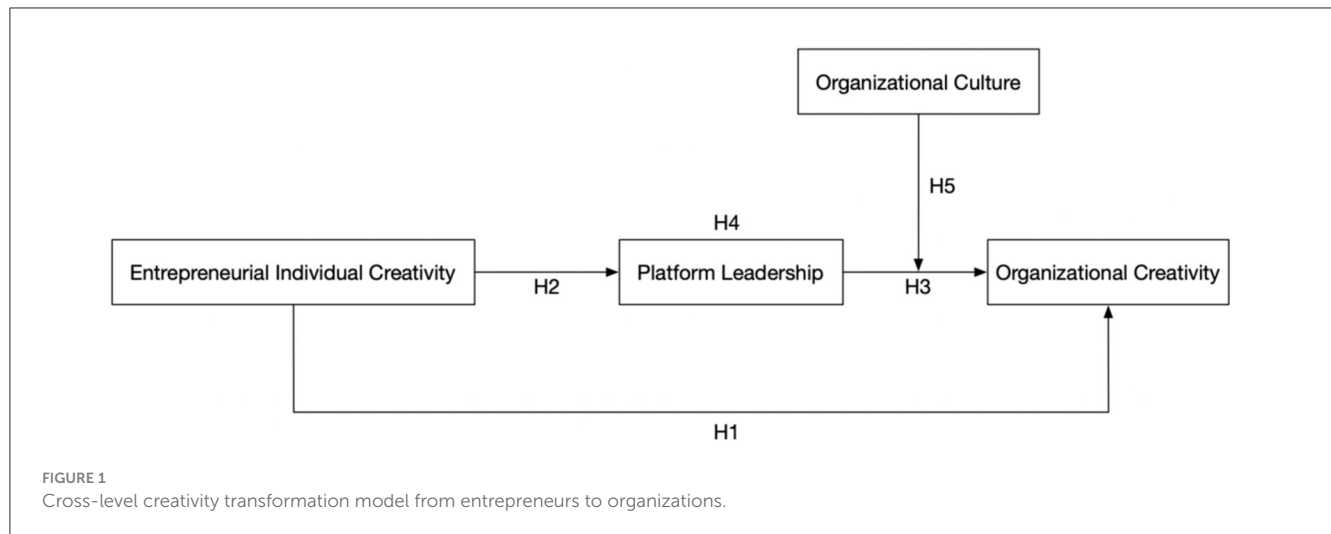 Organizational Culture
H5
H4
Entrepreneurial Individual Creativity
H2
Platform Leadership
H3
Organizational Creativity
H1
FIGURE 1
Cross-level creativity transformation model from entrepreneurs to organizations.